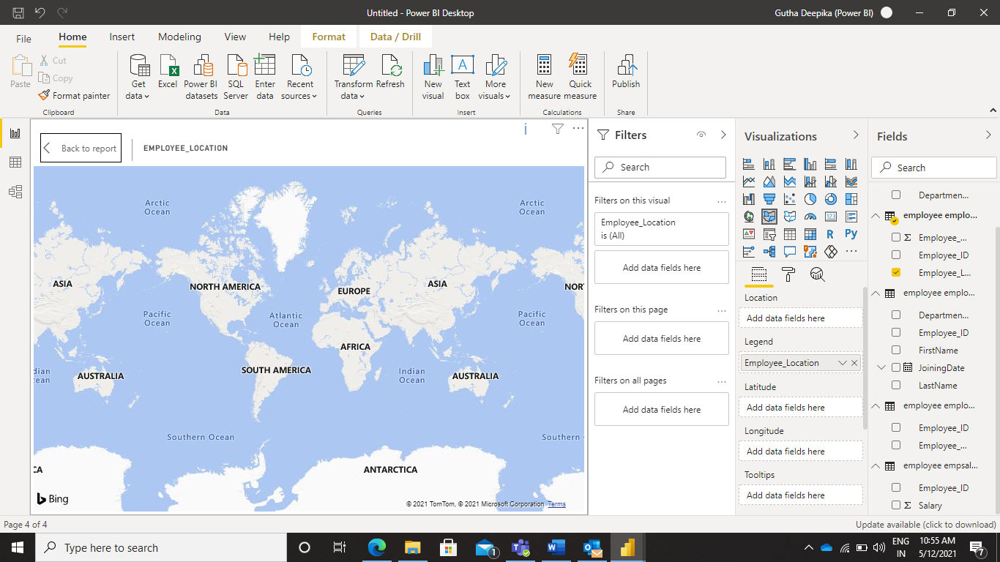 Untitled - Power BI Desktop
Gutha Deepika (Power BI)
File
Home
Insert
Modeling
View
Help
Format
Data / Drill
Paste
Cut
Copy
Format painter
Clipboard
Get data
Excel
Power BI datasets
SQL Server
Enter data
Recent sources
Data
Transform data
Refresh
Queries
New visual
Text box
More visuals
Insert
New measure
Quick measure
Calculations
Publish
Share
Back to report
EMPLOYEE_LOCATION
Arctic Ocean
Arctic Ocean
ASIA
NORTH AMERICA
EUROPE
ASIA
NOR
Pacific Ocean
Atlantic Ocean
Pacific Ocean
AFRICA
SOUTH AMERICA
dian cean
AUSTRALIA
Indian Ocean
AUSTRALIA
Southern Ocean
Southern
CA
ANTARCTICA
Bing
© 2021 TomTom, © 2021 Microsoft Corporation Terms
Filters
Search
Filters on this visual
...
Employee_Location
is (All)
Add data fields here
Filters on this page
...
Add data fields here
Filters on all pages
...
Add data fields here
Visualizations
R
Py
123
Location
Add data fields here
Legend
Employee_Location
Latitude
Add data fields here
Longitude
Add data fields here
Tooltips
Add data fields here
Fields
Search
Departmen...
employee emplo...
Σ Employee_...
Employee_ID
Employee_L...
employee emplo...
Departmen...
Employee_ID
FirstName
JoiningDate
LastName
employee emplo...
Employee_ID
Employee_...
employee empsal...
Employee_ID
Σ Salary
Page 4 of 4
Update available (click to download)
Type here to search
1
ENG
IN
10:55 AM
5/12/2021
7